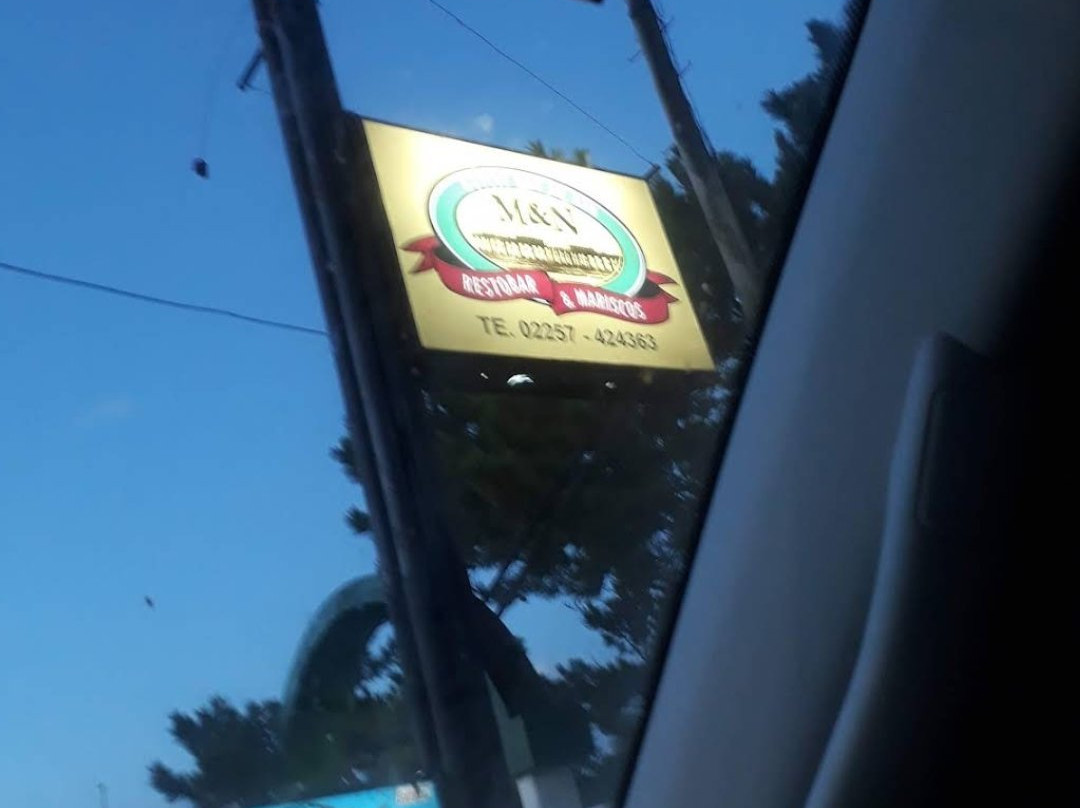 M&N
RESTOBAR & MARISCOS
TE. 02257 - 424363